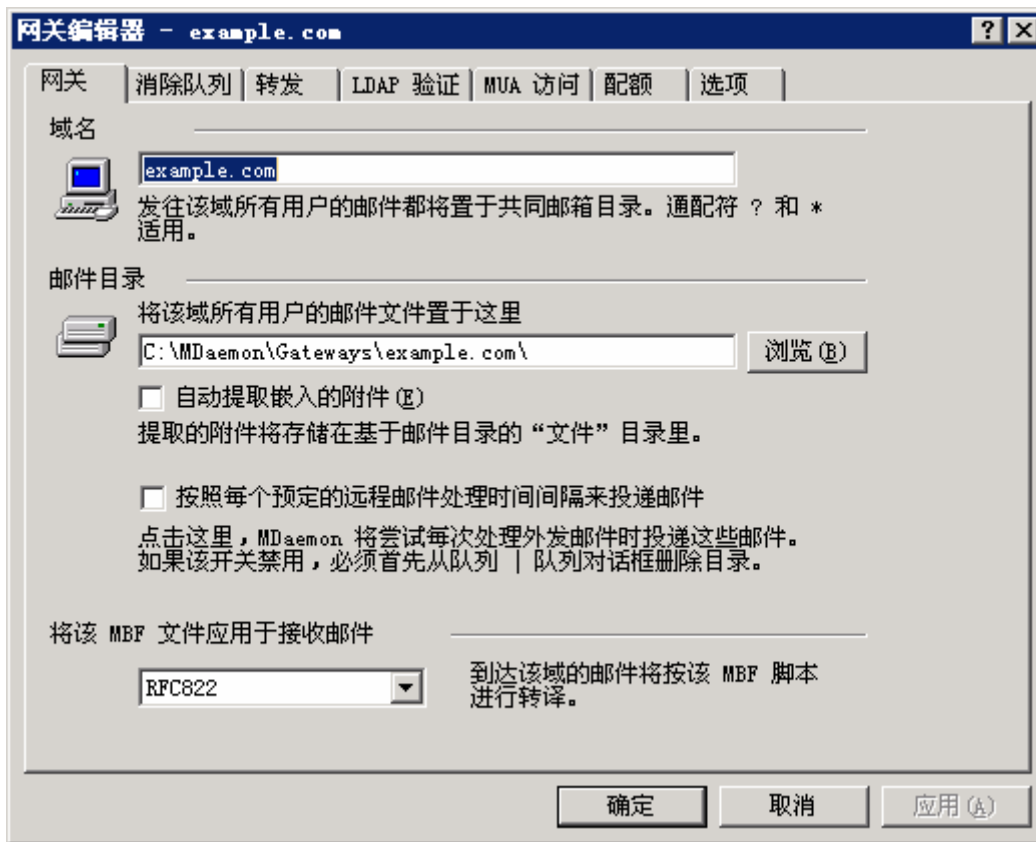 网关编辑器 - example.com
网关 消除队列 转发 LDAP 验证 MUA 访问 配额 选项
域名
example.com
发往该域所有用户的邮件都将置于共同邮箱目录。通配符 ? 和 *
适用。
邮件目录
将该域所有用户的邮件文件置于这里
C:\MDaemon\Gateways\example.com\ 浏览(B)
自动提取嵌入的附件(E)
提取的附件将存储在基于邮件目录的“文件”目录里。
按照每个预定的远程邮件处理时间间隔来投递邮件
点击这里,MDaemon 将尝试每次处理外发邮件时投递这些邮件。
如果该开关禁用,必须首先从队列 | 队列对话框删除目录。
将该 MBF 文件应用于接收邮件
RFC822
到达该域的邮件将按该 MBF 脚本
进行转译。
确定 取消 应用(A)